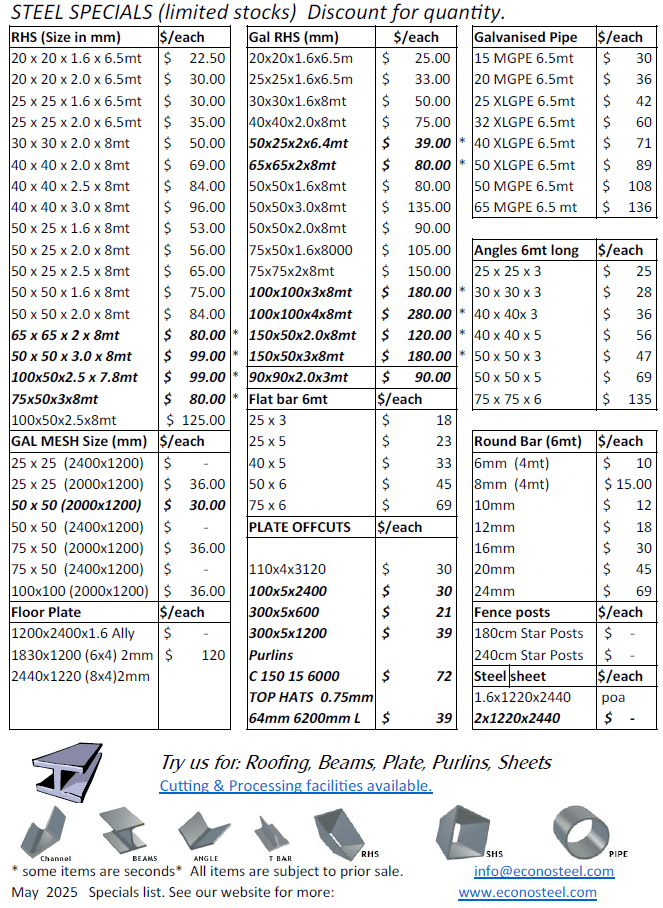 STEEL SPECIALS (limited stocks) Discount for quantity.
RHS (Size in mm) $/each
20 x 20 x 1.6 x 6.5mt $ 22.50
20 x 20 x 2.0 x 6.5mt $ 30.00
25 x 25 x 1.6 x 6.5mt $ 30.00
25 x 25 x 2.0 x 6.5mt $ 35.00
30 x 30 x 2.0 x 8mt $ 50.00
40 x 40 x 2.0 x 8mt $ 69.00
40 x 40 x 2.5 x 8mt $ 84.00
40 x 40 x 3.0 x 8mt $ 96.00
50 x 25 x 1.6 x 8mt $ 53.00
50 x 25 x 2.0 x 8mt $ 56.00
50 x 25 x 2.5 x 8mt $ 65.00
50 x 50 x 1.6 x 8mt $ 75.00
50 x 50 x 2.0 x 8mt $ 84.00
65 x 65 x 2 x 8mt $ 80.00 *
50 x 50 x 3.0 x 8mt $ 99.00 *
100x50x2.5 x 7.8mt $ 99.00 *
75x50x3x8mt $ 80.00 *
100x50x2.5x8mt $ 125.00
GAL MESH Size (mm) $/each
25 x 25 (2400x1200) $ -
25 x 25 (2000x1200) $ 36.00
50 x 50 (2000x1200) $ 30.00
50 x 50 (2400x1200) $ -
75 x 50 (2000x1200) $ 36.00
75 x 50 (2400x1200) $ -
100x100 (2000x1200) $ 36.00
Floor Plate $/each
1200x2400x1.6 Ally $ -
1830x1200 (6x4) 2mm $ 120
2440x1220 (8x4)2mm
Gal RHS (mm) $/each
20x20x1.6x6.5m $ 25.00
25x25x1.6x6.5m $ 33.00
30x30x1.6x8mt $ 50.00
40x40x2.0x8mt $ 75.00
50x25x2x6.4mt $ 39.00 *
65x65x2x8mt $ 80.00 *
50x50x1.6x8mt $ 80.00
50x50x3.0x8mt $ 135.00
50x50x2.0x8mt $ 90.00
75x50x1.6x8000 $ 105.00
75x75x2x8mt $ 150.00
100x100x3x8mt $ 180.00 *
100x100x4x8mt $ 280.00 *
150x50x2.0x8mt $ 120.00 *
150x50x3x8mt $ 180.00 *
90x90x2.0x3mt $ 90.00
Flat bar 6mt $/each
25 x 3 $ 18
25 x 5 $ 23
40 x 5 $ 33
50 x 6 $ 45
75 x 6 $ 69
PLATE OFFCUTS $/each
110x4x3120 $ 30
100x5x2400 $ 30
300x5x600 $ 21
300x5x1200 $ 39
Purlins
C 150 15 6000 $ 72
TOP HATS 0.75mm
64mm 6200mm L $ 39
Galvanised Pipe $/each
15 MGPE 6.5mt $ 30
20 MGPE 6.5mt $ 36
25 XLGPE 6.5mt $ 42
32 XLGPE 6.5mt $ 60
40 XLGPE 6.5mt $ 71
50 XLGPE 6.5mt $ 89
50 MGPE 6.5mt $ 108
65 MGPE 6.5 mt $ 136
Angles 6mt long $/each
25 x 25 x 3 $ 25
30 x 30 x 3 $ 28
40 x 40x 3 $ 36
40 x 40 x 5 $ 56
50 x 50 x 3 $ 47
50 x 50 x 5 $ 69
75 x 75 x 6 $ 135
Round Bar (6mt) $/each
6mm (4mt) $ 10
8mm (4mt) $ 15.00
10mm $ 12
12mm $ 18
16mm $ 30
20mm $ 45
24mm $ 69
Fence posts $/each
180cm Star Posts $ -
240cm Star Posts $ -
Steel sheet $/each
1.6x1220x2440 poa
2x1220x2440 $ -
Try us for: Roofing, Beams, Plate, Purlins, Sheets
Cutting & Processing facilities available.
Channel BEAMS ANGLE T BAR RHS SHS PIPE
* some items are seconds* All items are subject to prior sale. info@econosteel.com
May 2025 Specials list. See our website for more: www.econosteel.com